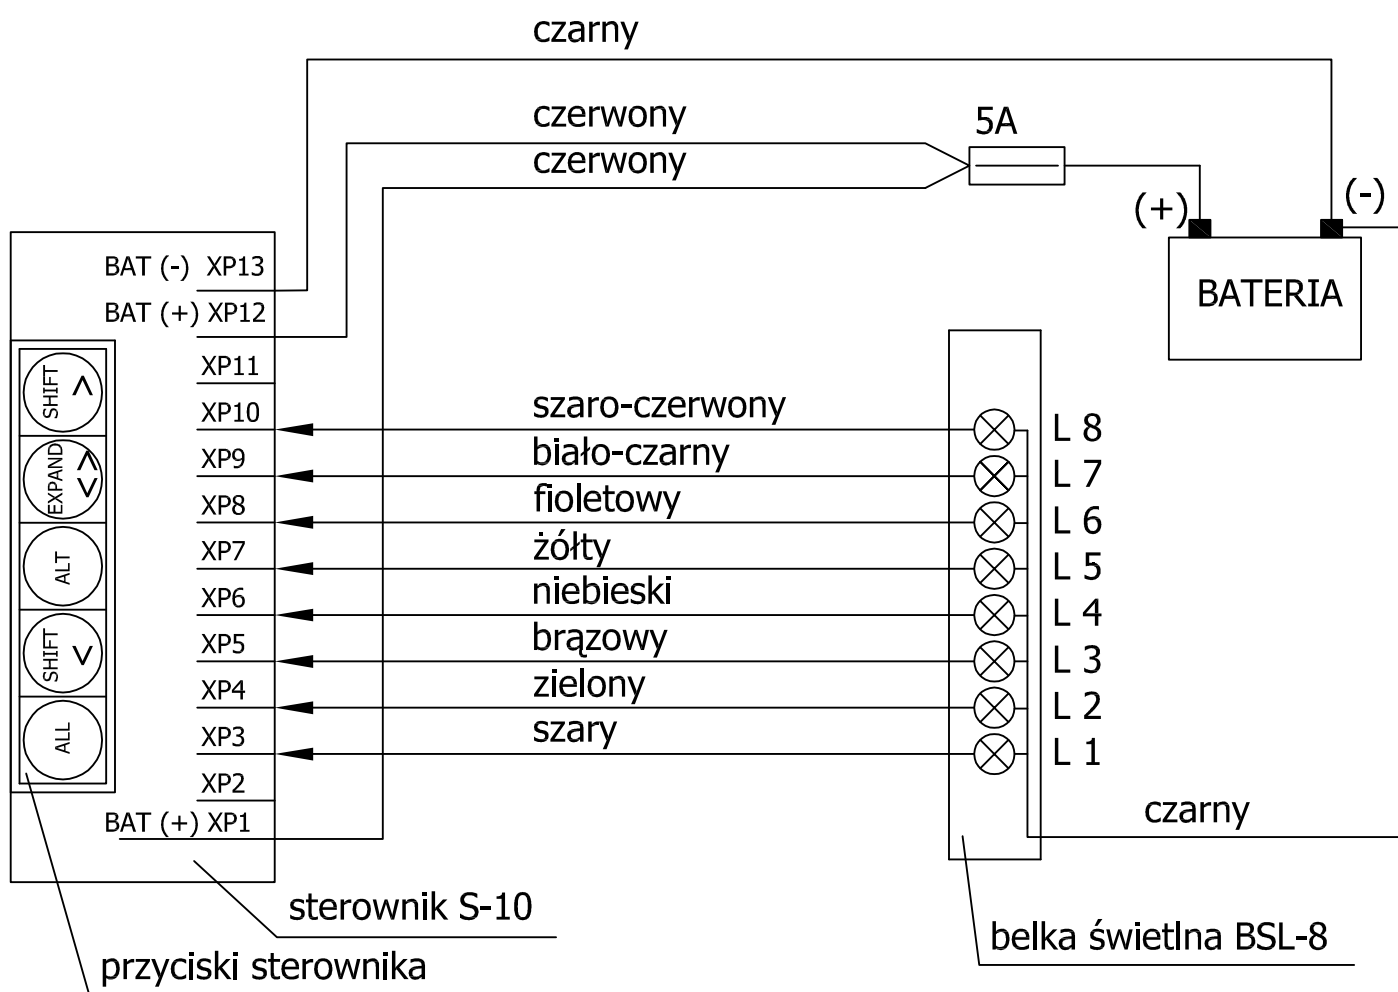 czarny
czerwony
5A
czerwony
(+)
(-)
BAT (-) XP13
BATERIA
BAT (+) XP12
XP11
SHIFT >
szaro-czerwony
XP10
L 8
biało-czarny
XP9
L 7
EXPAND <>
fioletowy
XP8
L 6
żółty
XP7
L 5
ALT
niebieski
XP6
L 4
brązowy
XP5
L 3
SHIFT <
zielony
XP4
L 2
szary
XP3
L 1
ALL
XP2
czarny
BAT (+) XP1
sterownik S-10
belka świetlna BSL-8
przyciski sterownika